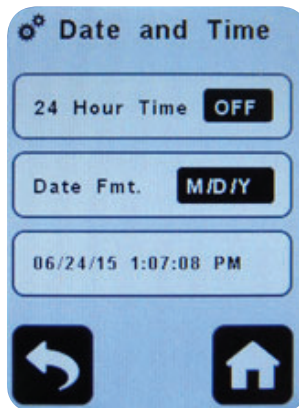 Date and Time
24 Hour Time OFF
Date Fmt. M/D/Y
06/24/15 1:07:08 PM